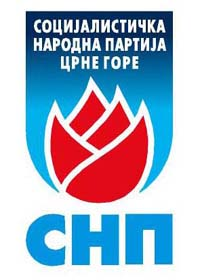 СОЦИЈАЛИСТИЧКА
НАРОДНА ПАРТИЈА
ЦРНЕ ГОРЕ
СНП